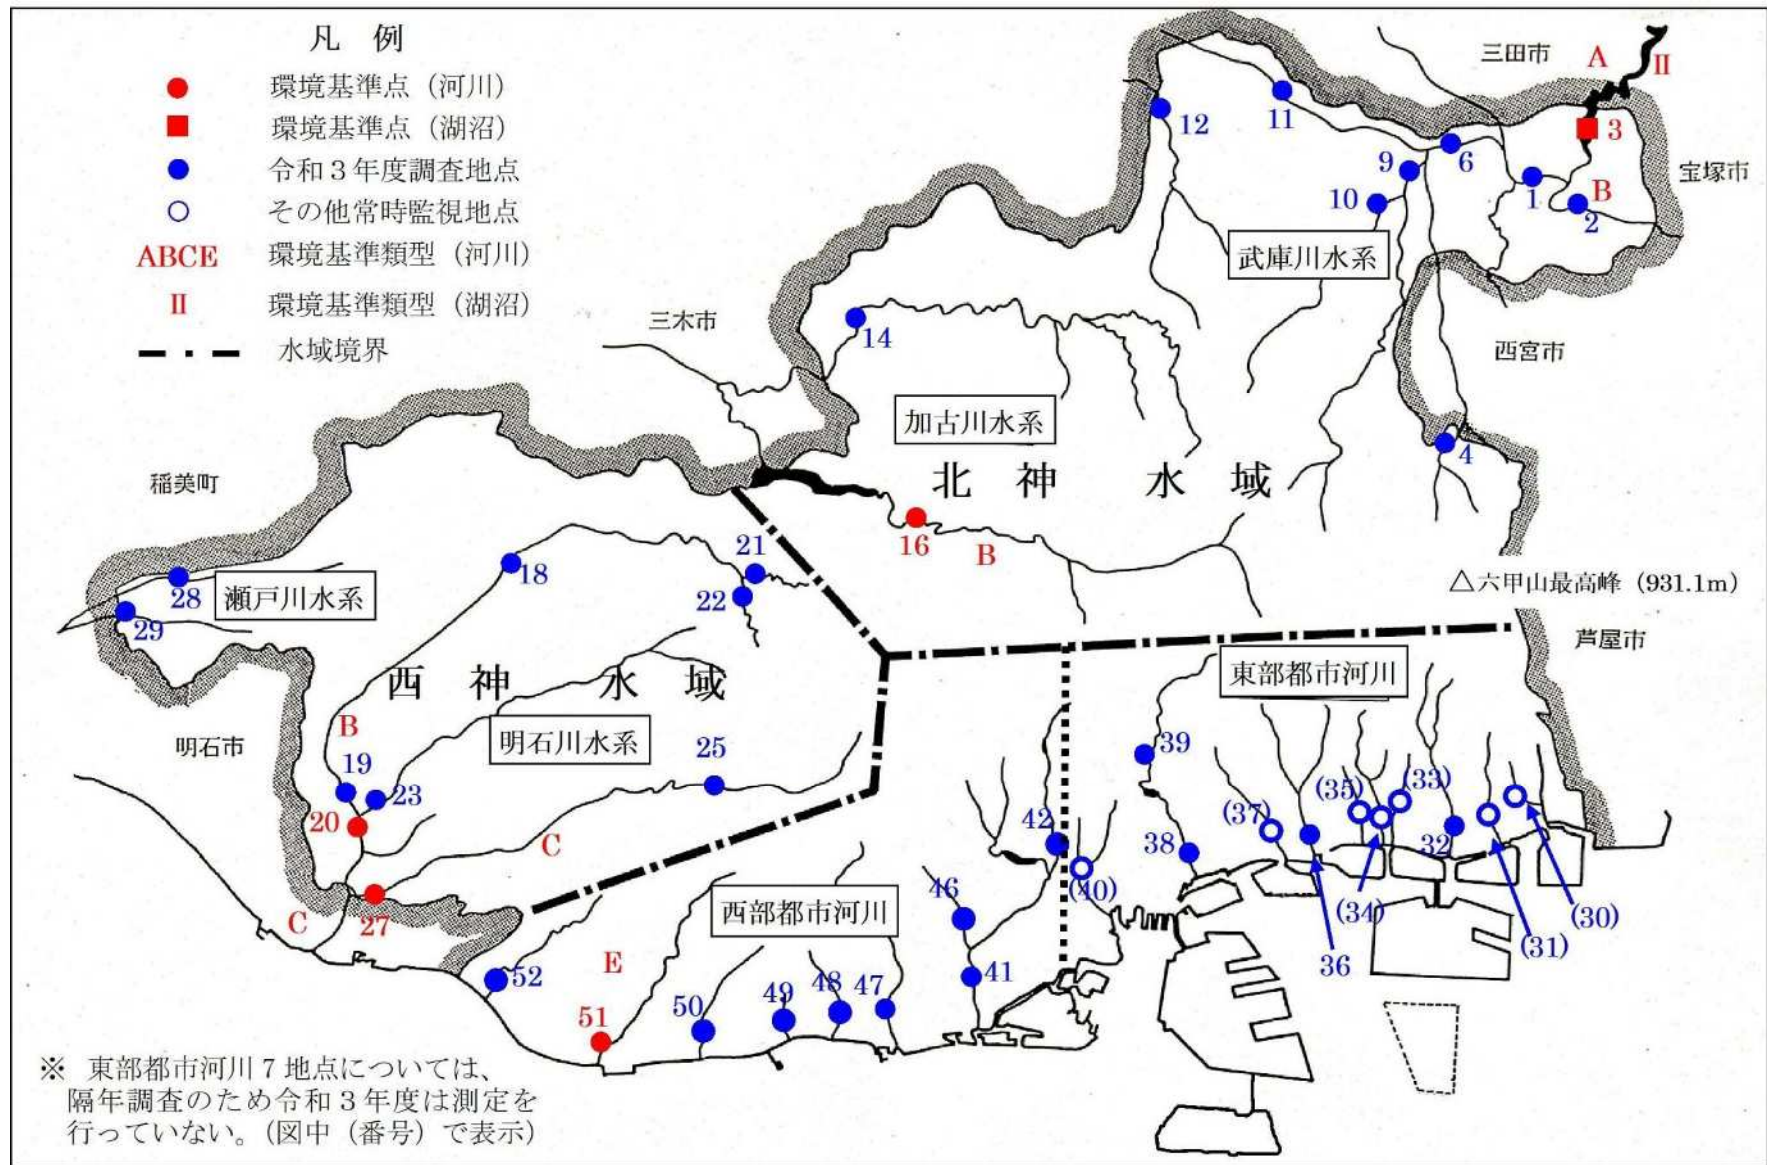 凡 例
環境基準点（河川）
環境基準点（湖沼）
令和３年度調査地点
その他常時監視地点
ABCE 環境基準類型（河川）
II 環境基準類型（湖沼）
水域境界
三田市
A
II
3
12
11
6
9
10
1
B
2
宝塚市
武庫川水系
三木市
14
西宮市
加古川水系
4
北 神 水 域
稲美町
16
B
21
18
22
28
瀬戸川水系
29
△六甲山最高峰（931.1m）
芦屋市
西 神 水 域
東部都市河川
B
明石市
明石川水系
25
39
19
23
20
C
42
(37)
(35)
(33)
38
32
(40)
46
西部都市河川
27
C
(34)
(30)
(31)
36
E
52
41
51
50
49
48
47
※ 東部都市河川７地点については、
隔年調査のため令和３年度は測定を
行っていない。（図中（番号）で表示）